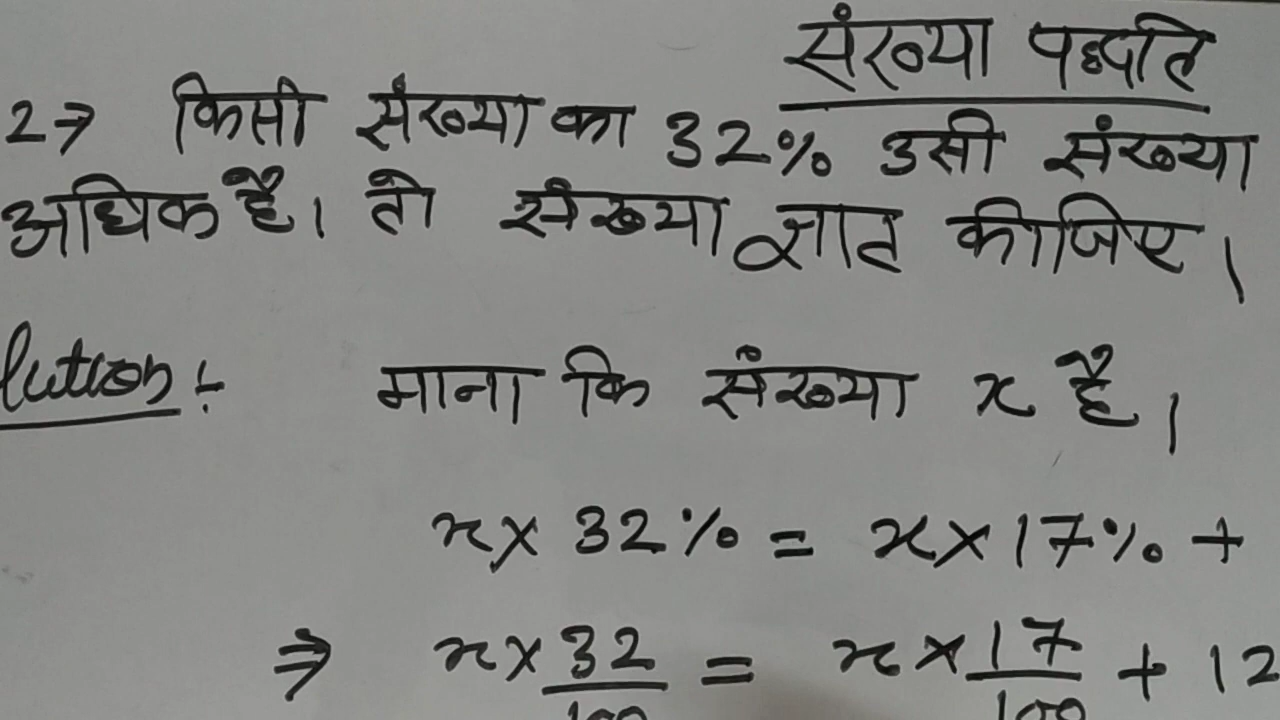 संख्या पद्धति
2⇒ किसी संख्या का 32% उसी संख्या
अधिक है। तो संख्या ज्ञात कीजिए।
lution:-
माना कि संख्या x है।
x × 32% = x × 17% +
⇒ x × 32/100 = x × 17/100 + 12